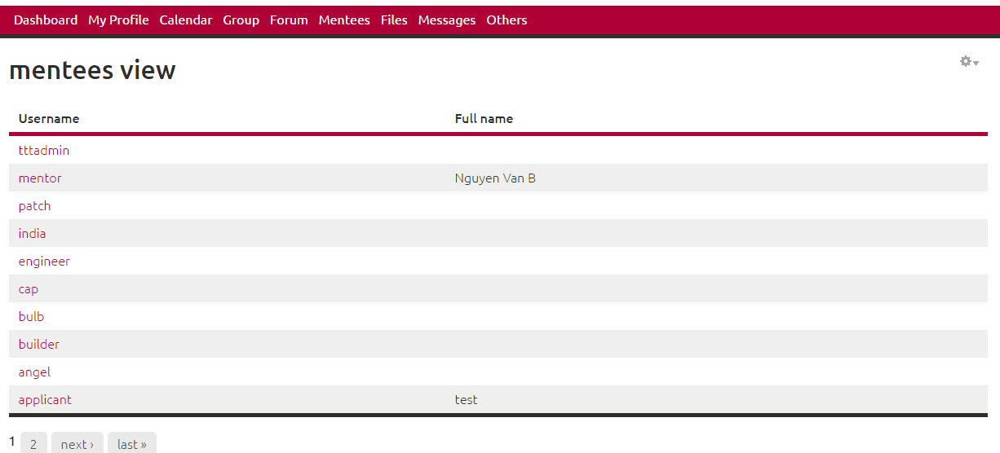 Dashboard My Profile Calendar Group Forum Mentees Files Messages Others
mentees view
Username Full name
tttadmin
mentor Nguyen Van B
patch
india
engineer
cap
bulb
builder
angel
applicant test
1 2 next › last »